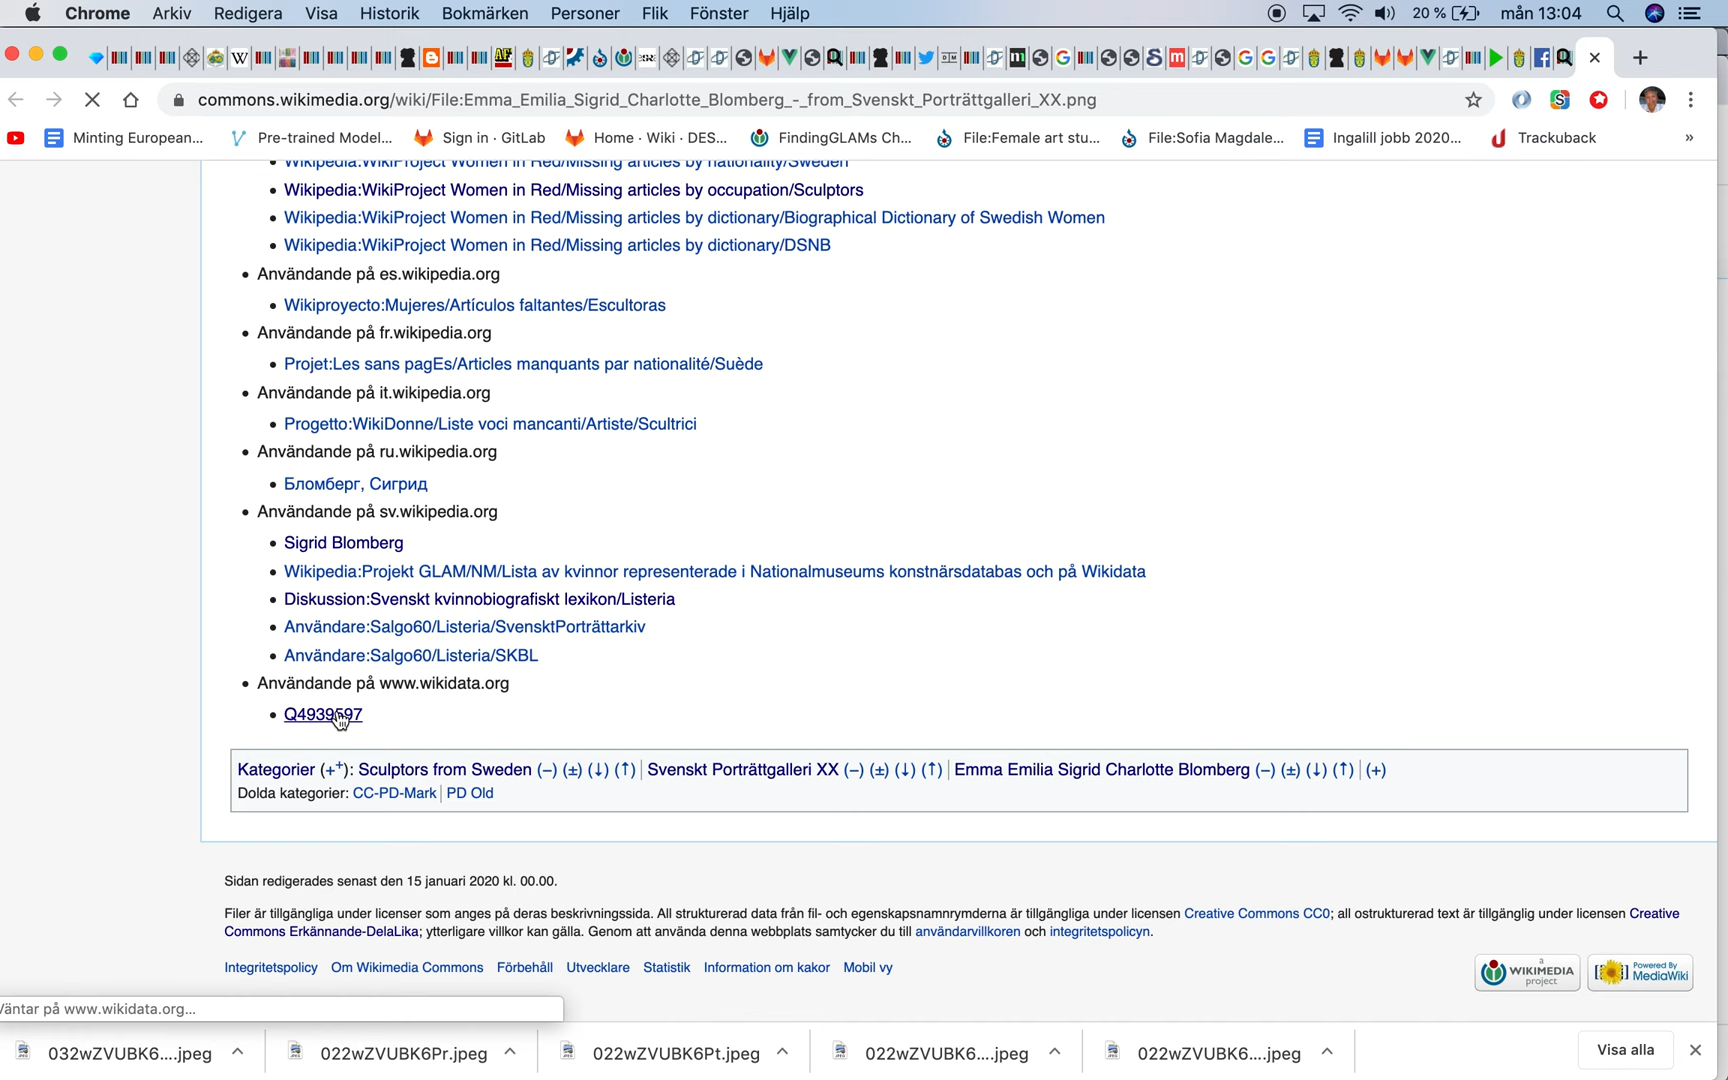 Chrome Arkiv Redigera Visa Historik Bokmärken Personer Flik Fönster Hjälp 20 % mån 13:04
commons.wikimedia.org/wiki/File:Emma_Emilia_Sigrid_Charlotte_Blomberg_-_from_Svenskt_Porträttgalleri_XX.png
Minting European... Pre-trained Model... Sign in · GitLab Home · Wiki · DES... FindingGLAMs Ch... File:Female art stu... File:Sofia Magdale... Ingalill jobb 2020... Trackuback »
Wikipedia:WikiProject Women in Red/Missing articles by nationality/Sweden
Wikipedia:WikiProject Women in Red/Missing articles by occupation/Sculptors
Wikipedia:WikiProject Women in Red/Missing articles by dictionary/Biographical Dictionary of Swedish Women
Wikipedia:WikiProject Women in Red/Missing articles by dictionary/DSNB
Användande på es.wikipedia.org
Wikiproyecto:Mujeres/Artículos faltantes/Escultoras
Användande på fr.wikipedia.org
Projet:Les sans pagEs/Articles manquants par nationalité/Suède
Användande på it.wikipedia.org
Progetto:WikiDonne/Liste voci mancanti/Artiste/Scultrici
Användande på ru.wikipedia.org
Бломберг, Сигрид
Användande på sv.wikipedia.org
Sigrid Blomberg
Wikipedia:Projekt GLAM/NM/Lista av kvinnor representerade i Nationalmuseums konstnärsdatabas och på Wikidata
Diskussion:Svenskt kvinnobiografiskt lexikon/Listeria
Användare:Salgo60/Listeria/SvensktPorträttarkiv
Användare:Salgo60/Listeria/SKBL
Användande på www.wikidata.org
Q4939597
Kategorier (+⁺): Sculptors from Sweden (−) (±) (↓) (↑) | Svenskt Porträttgalleri XX (−) (±) (↓) (↑) | Emma Emilia Sigrid Charlotte Blomberg (−) (±) (↓) (↑) | (+)
Dolda kategorier: CC-PD-Mark | PD Old
Sidan redigerades senast den 15 januari 2020 kl. 00.00.
Filer är tillgängliga under licenser som anges på deras beskrivningssida. All strukturerad data från fil- och egenskapsnamnrymderna är tillgängliga under licensen Creative Commons CC0; all ostrukturerad text är tillgänglig under licensen Creative
Commons Erkännande-DelaLika; ytterligare villkor kan gälla. Genom att använda denna webbplats samtycker du till användarvillkoren och integritetspolicyn.
Integritetspolicy Om Wikimedia Commons Förbehåll Utvecklare Statistik Information om kakor Mobil vy
a WIKIMEDIA project
Powered By MediaWiki
Väntar på www.wikidata.org...
032wZVUBK6....jpeg 022wZVUBK6Pr.jpeg 022wZVUBK6Pt.jpeg 022wZVUBK6....jpeg 022wZVUBK6....jpeg Visa alla